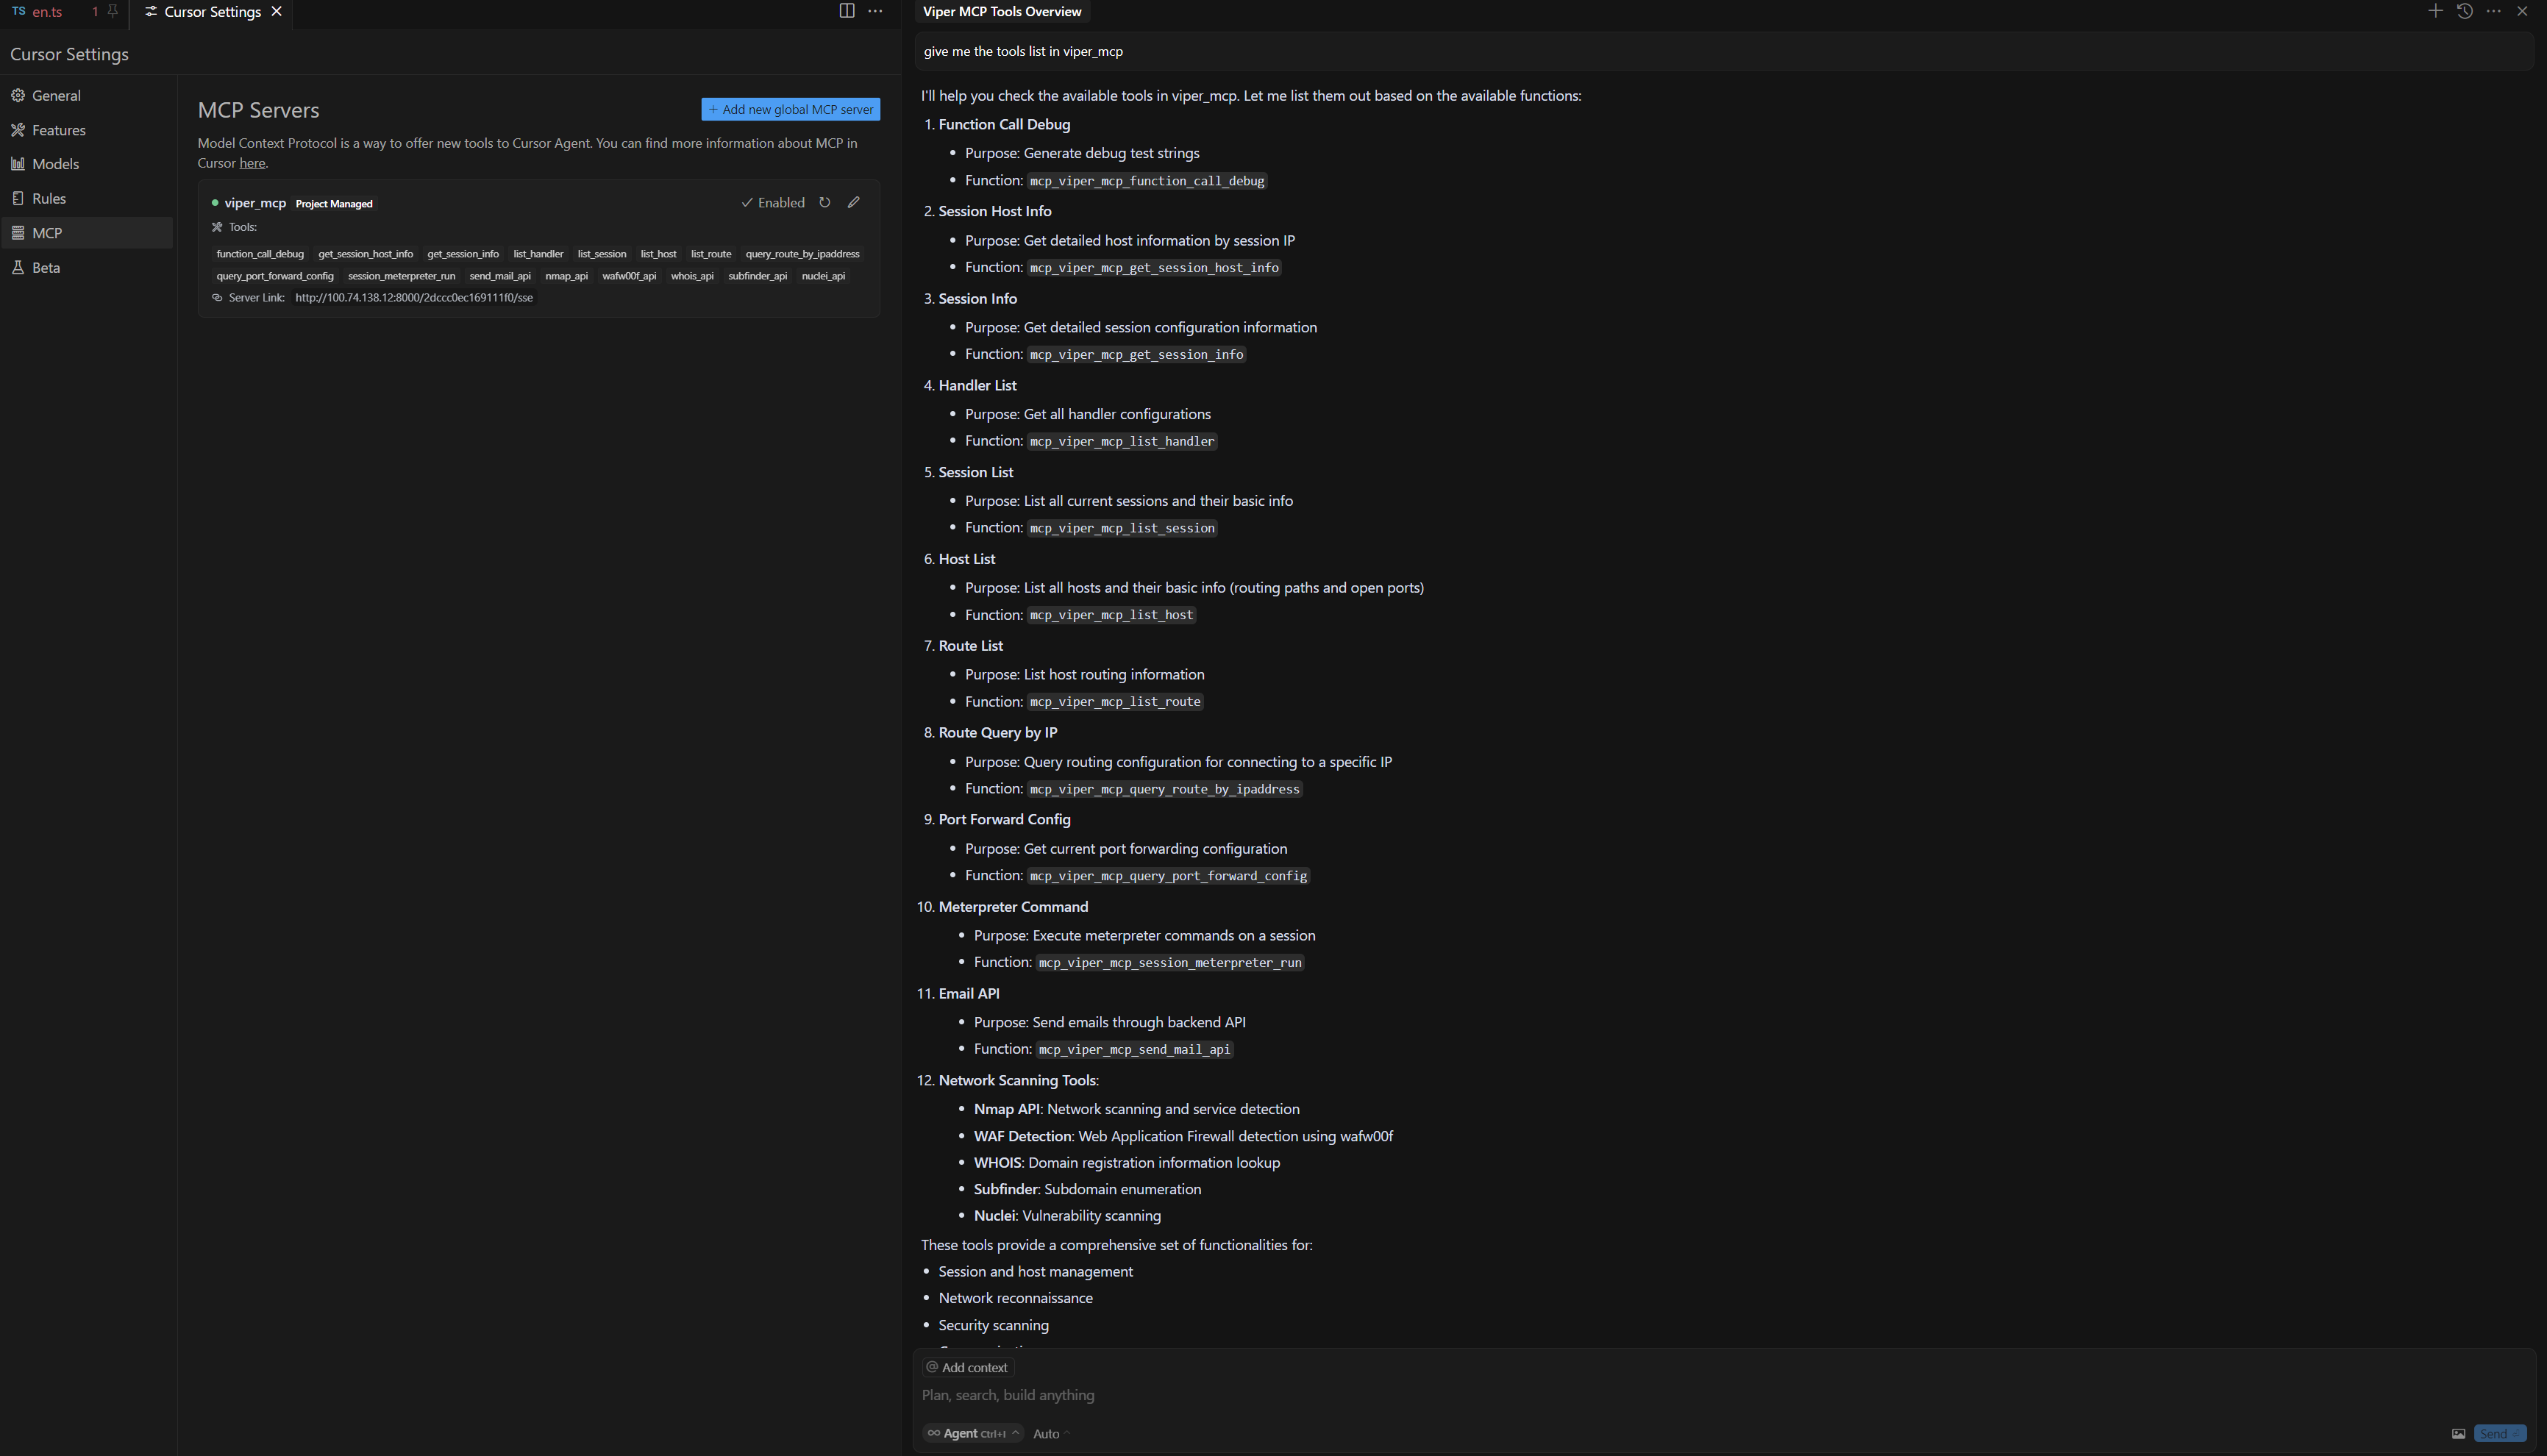 TS en.ts 1
Cursor Settings
Cursor Settings
General
Features
Models
Rules
MCP
Beta
MCP Servers
+ Add new global MCP server
Model Context Protocol is a way to offer new tools to Cursor Agent. You can find more information about MCP in
Cursor here.
viper_mcp Project Managed
Enabled
Tools:
function_call_debug get_session_host_info get_session_info list_handler list_session list_host list_route query_route_by_ipaddress
query_port_forward_config session_meterpreter_run send_mail_api nmap_api wafw00f_api whois_api subfinder_api nuclei_api
Server Link: http://100.74.138.12:8000/2dccc0ec169111f0/sse
Viper MCP Tools Overview
give me the tools list in viper_mcp
I'll help you check the available tools in viper_mcp. Let me list them out based on the available functions:
1. Function Call Debug
• Purpose: Generate debug test strings
• Function: mcp_viper_mcp_function_call_debug
2. Session Host Info
• Purpose: Get detailed host information by session IP
• Function: mcp_viper_mcp_get_session_host_info
3. Session Info
• Purpose: Get detailed session configuration information
• Function: mcp_viper_mcp_get_session_info
4. Handler List
• Purpose: Get all handler configurations
• Function: mcp_viper_mcp_list_handler
5. Session List
• Purpose: List all current sessions and their basic info
• Function: mcp_viper_mcp_list_session
6. Host List
• Purpose: List all hosts and their basic info (routing paths and open ports)
• Function: mcp_viper_mcp_list_host
7. Route List
• Purpose: List host routing information
• Function: mcp_viper_mcp_list_route
8. Route Query by IP
• Purpose: Query routing configuration for connecting to a specific IP
• Function: mcp_viper_mcp_query_route_by_ipaddress
9. Port Forward Config
• Purpose: Get current port forwarding configuration
• Function: mcp_viper_mcp_query_port_forward_config
10. Meterpreter Command
• Purpose: Execute meterpreter commands on a session
• Function: mcp_viper_mcp_session_meterpreter_run
11. Email API
• Purpose: Send emails through backend API
• Function: mcp_viper_mcp_send_mail_api
12. Network Scanning Tools:
• Nmap API: Network scanning and service detection
• WAF Detection: Web Application Firewall detection using wafw00f
• WHOIS: Domain registration information lookup
• Subfinder: Subdomain enumeration
• Nuclei: Vulnerability scanning
These tools provide a comprehensive set of functionalities for:
• Session and host management
• Network reconnaissance
• Security scanning
@ Add context
Plan, search, build anything
∞ Agent Ctrl+I Auto
Send